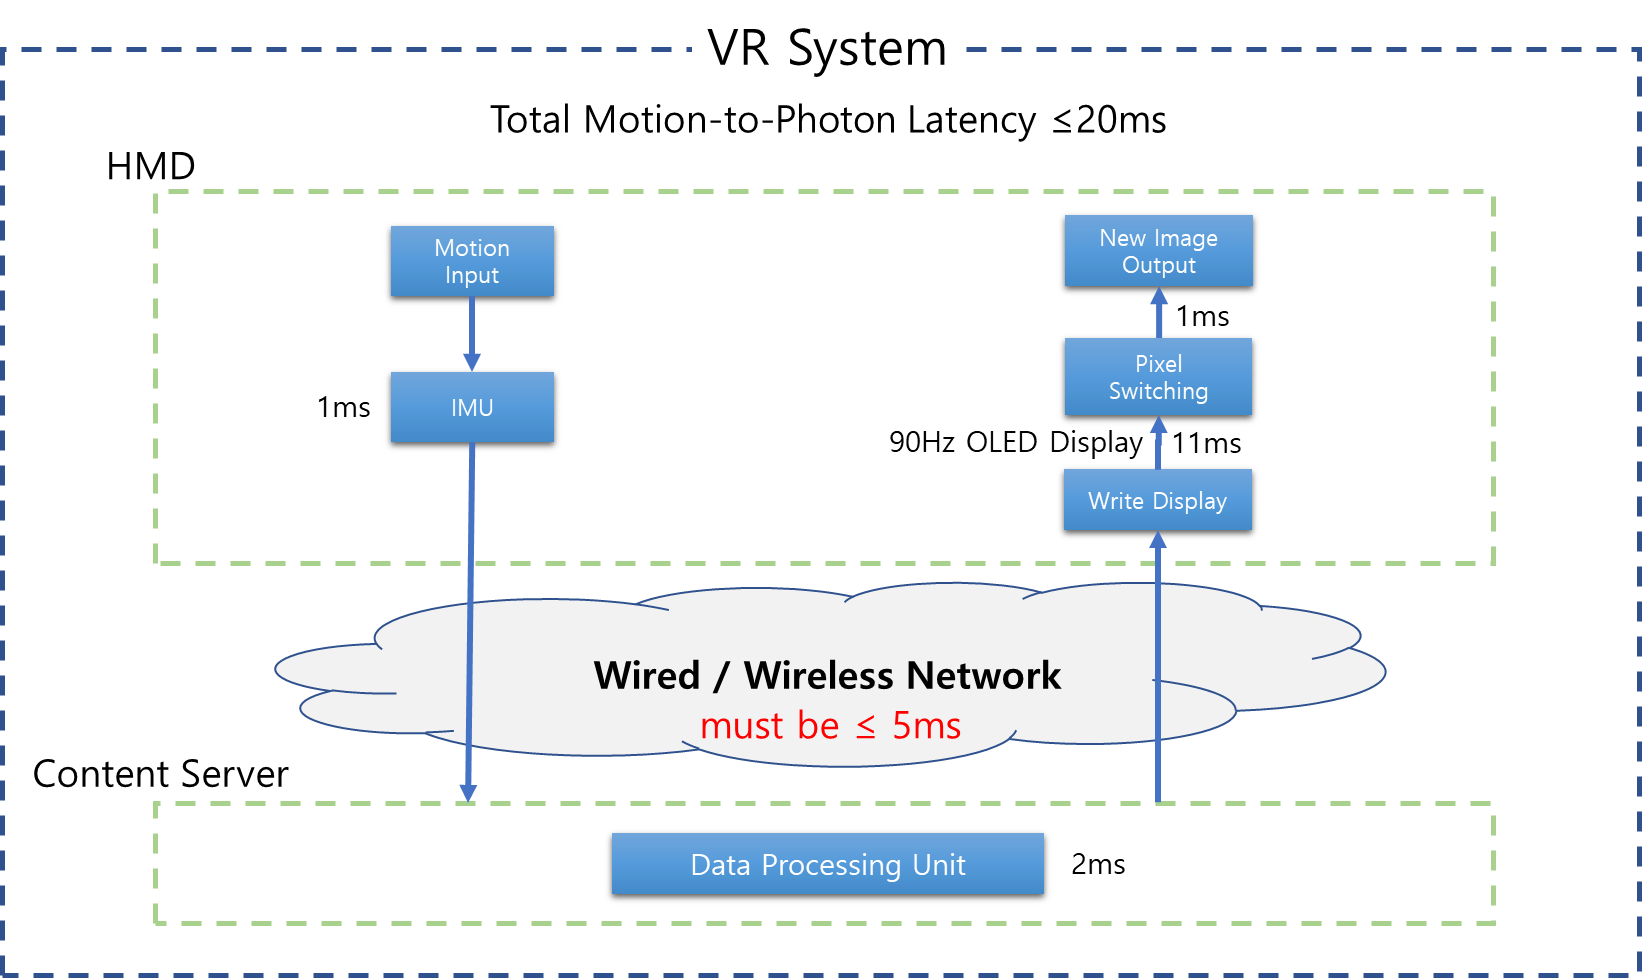 VR System
Total Motion-to-Photon Latency ≤20ms
HMD
Motion
Input
New Image
Output
1ms
Pixel
Switching
1ms
IMU
90Hz OLED Display
11ms
Write Display
Wired / Wireless Network
must be ≤ 5ms
Content Server
Data Processing Unit
2ms